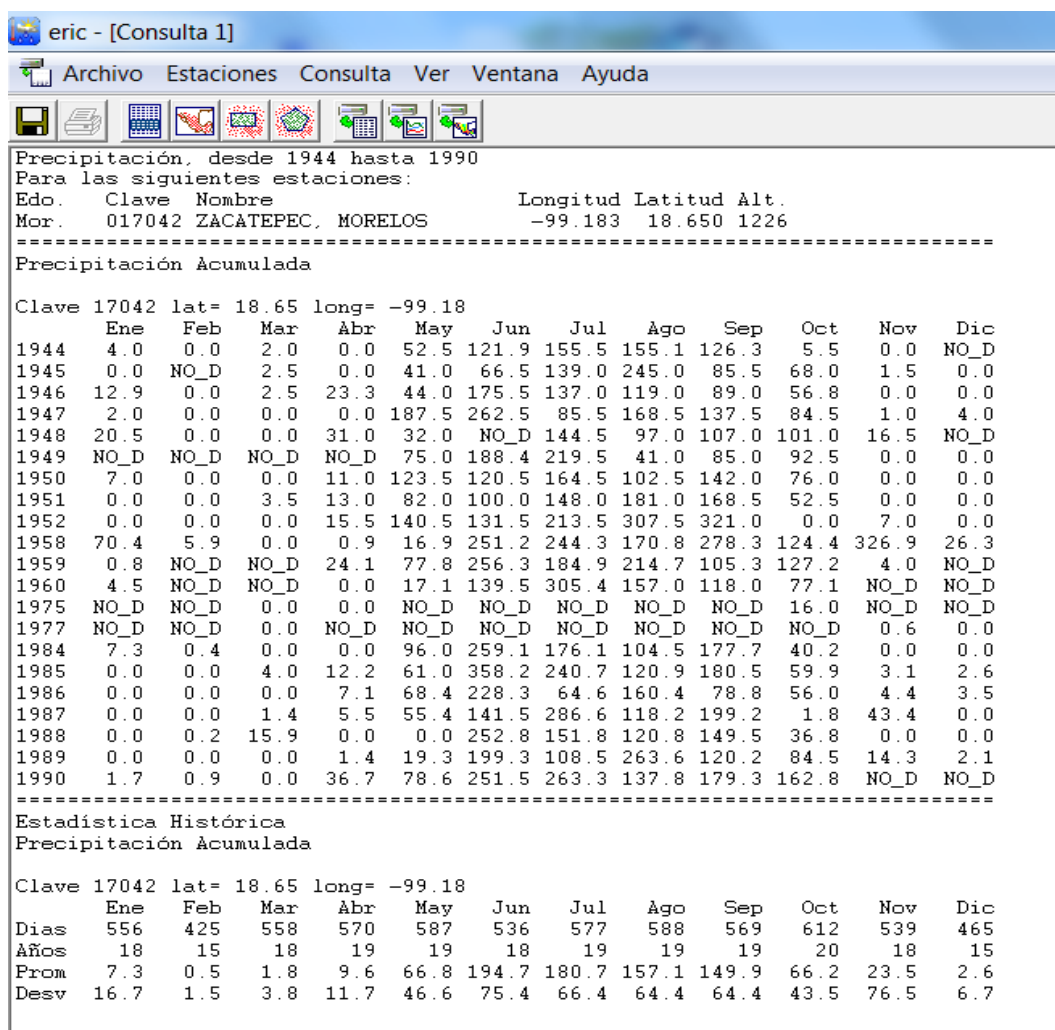 eric - [Consulta 1]
Archivo Estaciones Consulta Ver Ventana Ayuda
Precipitación, desde 1944 hasta 1990
Para las siguientes estaciones:
Edo. Clave Nombre Longitud Latitud Alt.
Mor. 017042 ZACATEPEC, MORELOS -99.183 18.650 1226
============================================================================
Precipitación Acumulada
Clave 17042 lat= 18.65 long= -99.18
Ene Feb Mar Abr May Jun Jul Ago Sep Oct Nov Dic
1944 4.0 0.0 2.0 0.0 52.5 121.9 155.5 155.1 126.3 5.5 0.0 NO_D
1945 0.0 NO_D 2.5 0.0 41.0 66.5 139.0 245.0 85.5 68.0 1.5 0.0
1946 12.9 0.0 2.5 23.3 44.0 175.5 137.0 119.0 89.0 56.8 0.0 0.0
1947 2.0 0.0 0.0 0.0 187.5 262.5 85.5 168.5 137.5 84.5 1.0 4.0
1948 20.5 0.0 0.0 31.0 32.0 NO_D 144.5 97.0 107.0 101.0 16.5 NO_D
1949 NO_D NO_D NO_D NO_D 75.0 188.4 219.5 41.0 85.0 92.5 0.0 0.0
1950 7.0 0.0 0.0 11.0 123.5 120.5 164.5 102.5 142.0 76.0 0.0 0.0
1951 0.0 0.0 3.5 13.0 82.0 100.0 148.0 181.0 168.5 52.5 0.0 0.0
1952 0.0 0.0 0.0 15.5 140.5 131.5 213.5 307.5 321.0 0.0 7.0 0.0
1958 70.4 5.9 0.0 0.9 16.9 251.2 244.3 170.8 278.3 124.4 326.9 26.3
1959 0.8 NO_D NO_D 24.1 77.8 256.3 184.9 214.7 105.3 127.2 4.0 NO_D
1960 4.5 NO_D NO_D 0.0 17.1 139.5 305.4 157.0 118.0 77.1 NO_D NO_D
1975 NO_D NO_D 0.0 0.0 NO_D NO_D NO_D NO_D NO_D 16.0 NO_D NO_D
1977 NO_D NO_D 0.0 NO_D NO_D NO_D NO_D NO_D NO_D NO_D 0.6 0.0
1984 7.3 0.4 0.0 0.0 96.0 259.1 176.1 104.5 177.7 40.2 0.0 0.0
1985 0.0 0.0 4.0 12.2 61.0 358.2 240.7 120.9 180.5 59.9 3.1 2.6
1986 0.0 0.0 0.0 7.1 68.4 228.3 64.6 160.4 78.8 56.0 4.4 3.5
1987 0.0 0.0 1.4 5.5 55.4 141.5 286.6 118.2 199.2 1.8 43.4 0.0
1988 0.0 0.2 15.9 0.0 0.0 252.8 151.8 120.8 149.5 36.8 0.0 0.0
1989 0.0 0.0 0.0 1.4 19.3 199.3 108.5 263.6 120.2 84.5 14.3 2.1
1990 1.7 0.9 0.0 36.7 78.6 251.5 263.3 137.8 179.3 162.8 NO_D NO_D
============================================================================
Estadística Histórica
Precipitación Acumulada
Clave 17042 lat= 18.65 long= -99.18
Ene Feb Mar Abr May Jun Jul Ago Sep Oct Nov Dic
Dias 556 425 558 570 587 536 577 588 569 612 539 465
Años 18 15 18 19 19 18 19 19 19 20 18 15
Prom 7.3 0.5 1.8 9.6 66.8 194.7 180.7 157.1 149.9 66.2 23.5 2.6
Desv 16.7 1.5 3.8 11.7 46.6 75.4 66.4 64.4 64.4 43.5 76.5 6.7